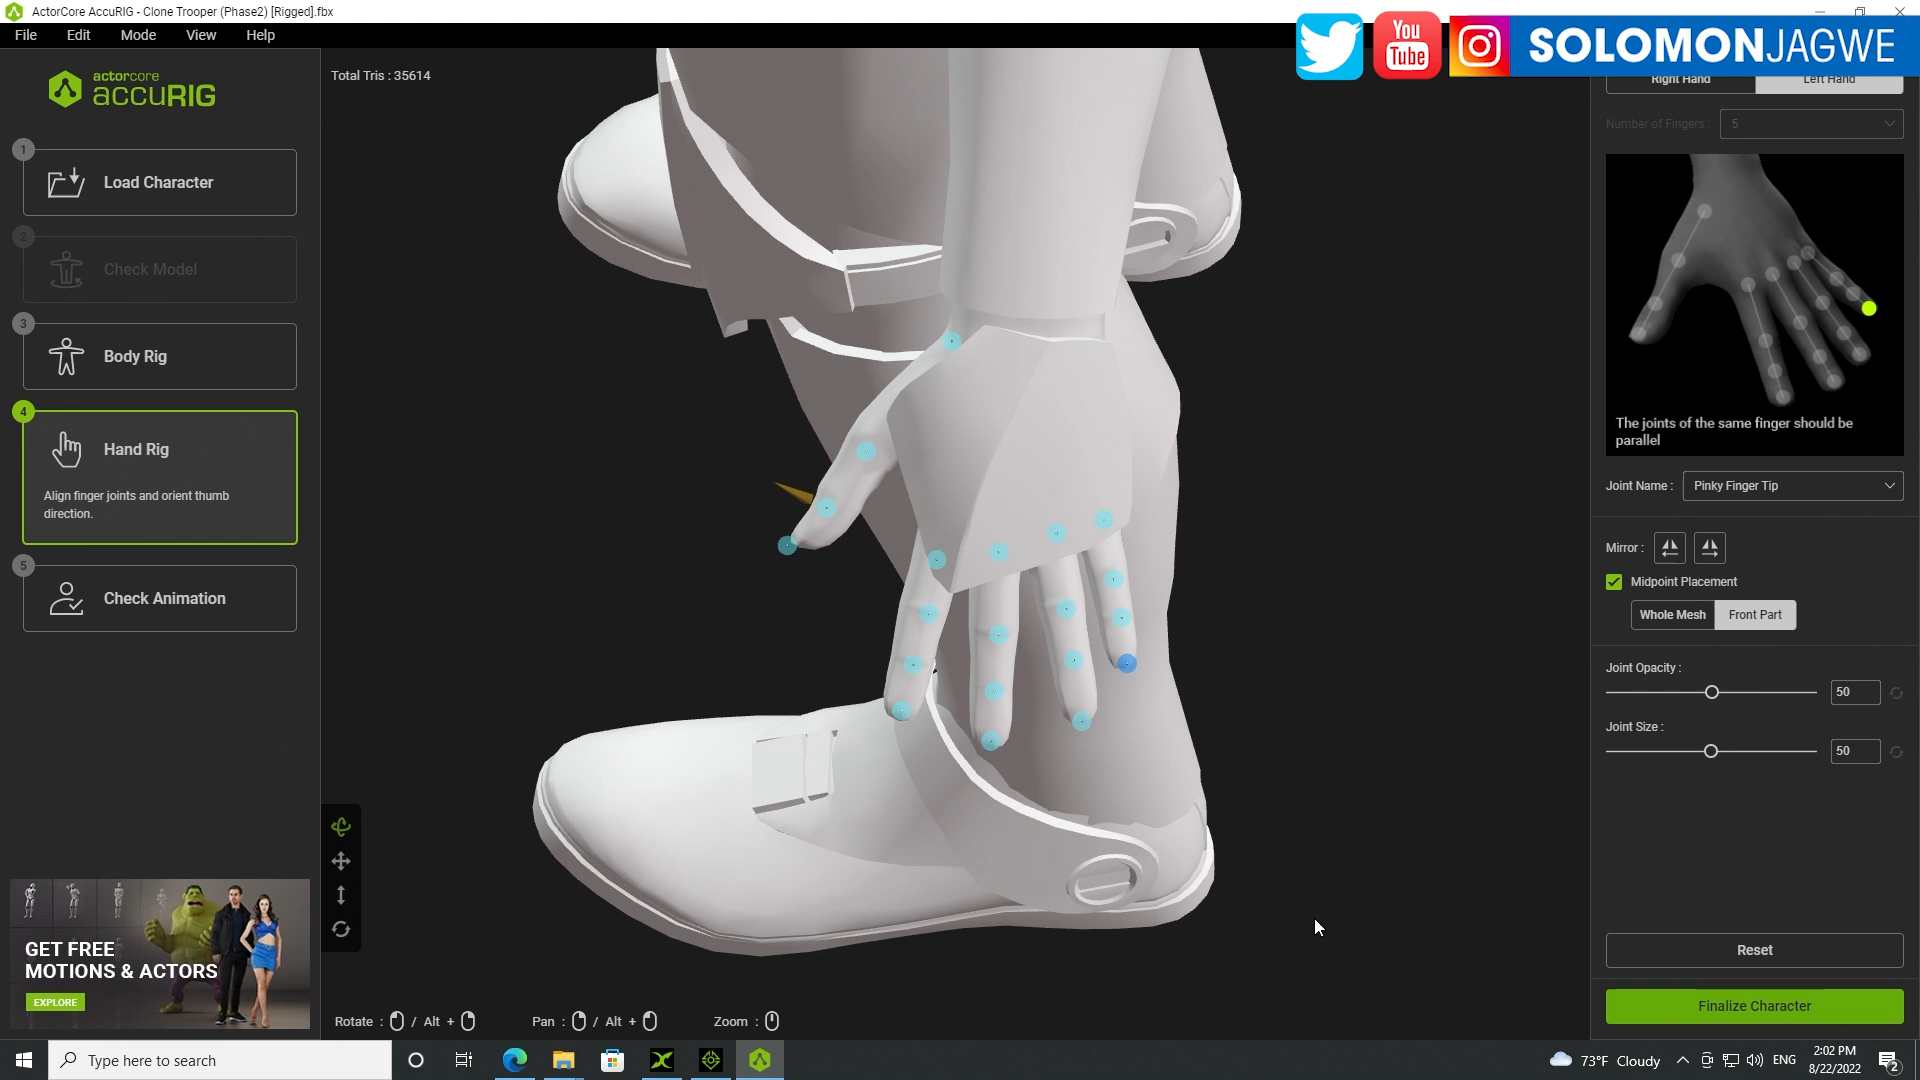 ActorCore AccuRIG - Clone Trooper (Phase2) [Rigged].fbx
File Edit Mode View Help
SOLOMONJAGWE
You
Tube
actorcore
accuRIG
Total Tris : 35614
Right Hand Left Hand
Number of Fingers : 5
1
Load Character
2
Check Model
3
Body Rig
4
Hand Rig
Align finger joints and orient thumb
direction.
5
Check Animation
The joints of the same finger should be
parallel
Joint Name : Pinky Finger Tip
Mirror :
Midpoint Placement
Whole Mesh Front Part
Joint Opacity :
50
Joint Size :
50
Reset
Finalize Character
GET FREE
MOTIONS & ACTORS
EXPLORE
Rotate : / Alt + Pan : / Alt + Zoom :
Type here to search
73°F Cloudy ENG
2:02 PM
8/22/2022
2